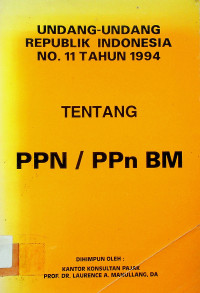 UNDANG-UNDANG
REPUBLIK INDONESIA
NO. 11 TAHUN 1994
TENTANG
PPN / PPn BM
DIHIMPUN OLEH :
KANTOR KONSULTAN PAJAK
PROF. DR. LAURENCE A. MANULLANG, DA